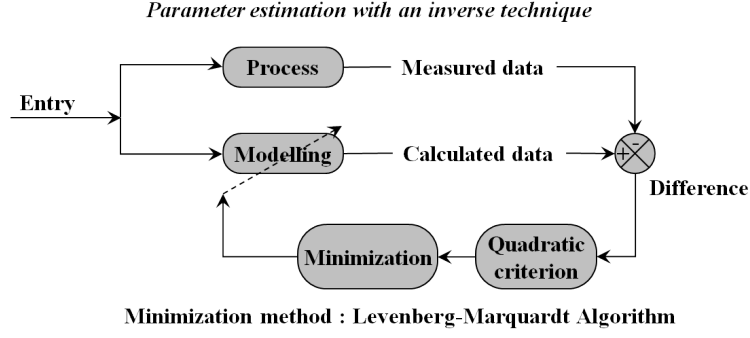 Parameter estimation with an inverse technique
Process
Measured data
Entry
Modelling
Calculated data
+
-
Difference
Minimization
Quadratic
criterion
Minimization method : Levenberg-Marquardt Algorithm